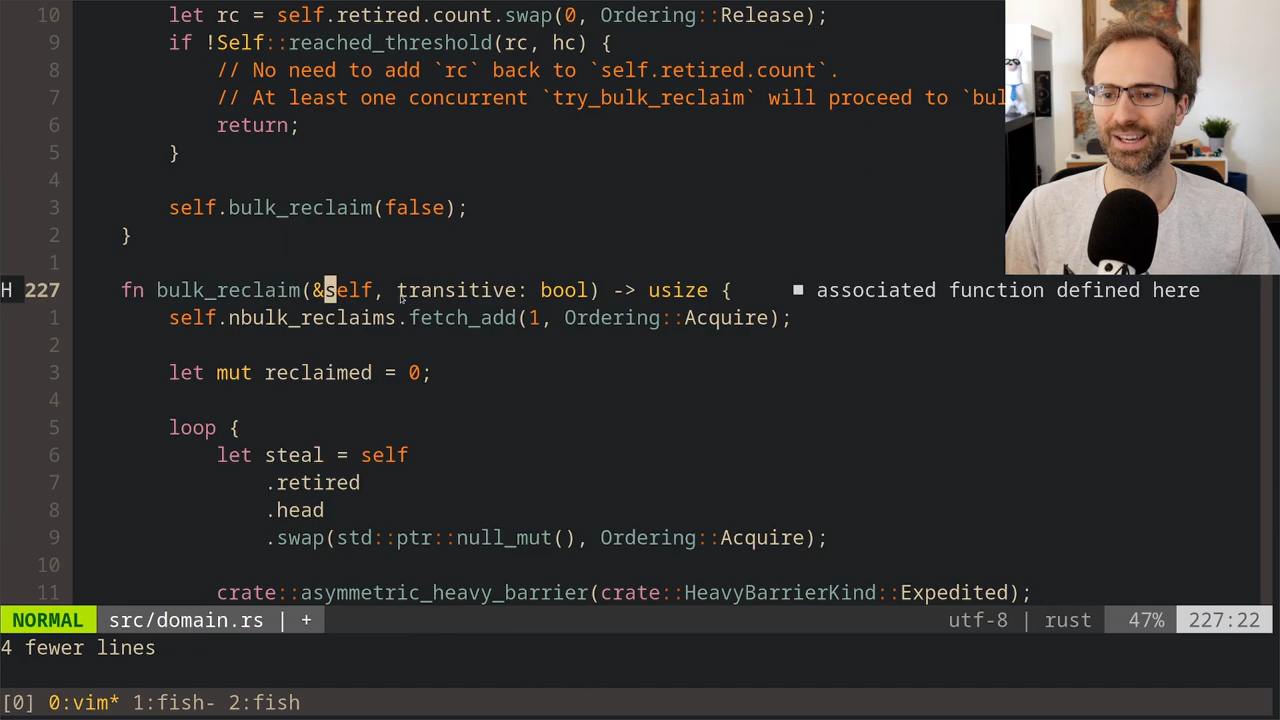 10 let rc = self.retired.count.swap(0, Ordering::Release);
9 if !Self::reached_threshold(rc, hc) {
8 // No need to add `rc` back to `self.retired.count`.
7 // At least one concurrent `try_bulk_reclaim` will proceed to `bul
6 return;
5 }
4
3 self.bulk_reclaim(false);
2 }
1
H 227 fn bulk_reclaim(&self, transitive: bool) -> usize { ■ associated function defined here
1 self.nbulk_reclaims.fetch_add(1, Ordering::Acquire);
2
3 let mut reclaimed = 0;
4
5 loop {
6 let steal = self
7 .retired
8 .head
9 .swap(std::ptr::null_mut(), Ordering::Acquire);
10
11 crate::asymmetric_heavy_barrier(crate::HeavyBarrierKind::Expedited);
NORMAL src/domain.rs | + utf-8 | rust 47% 227:22
4 fewer lines
[0] 0:vim* 1:fish- 2:fish